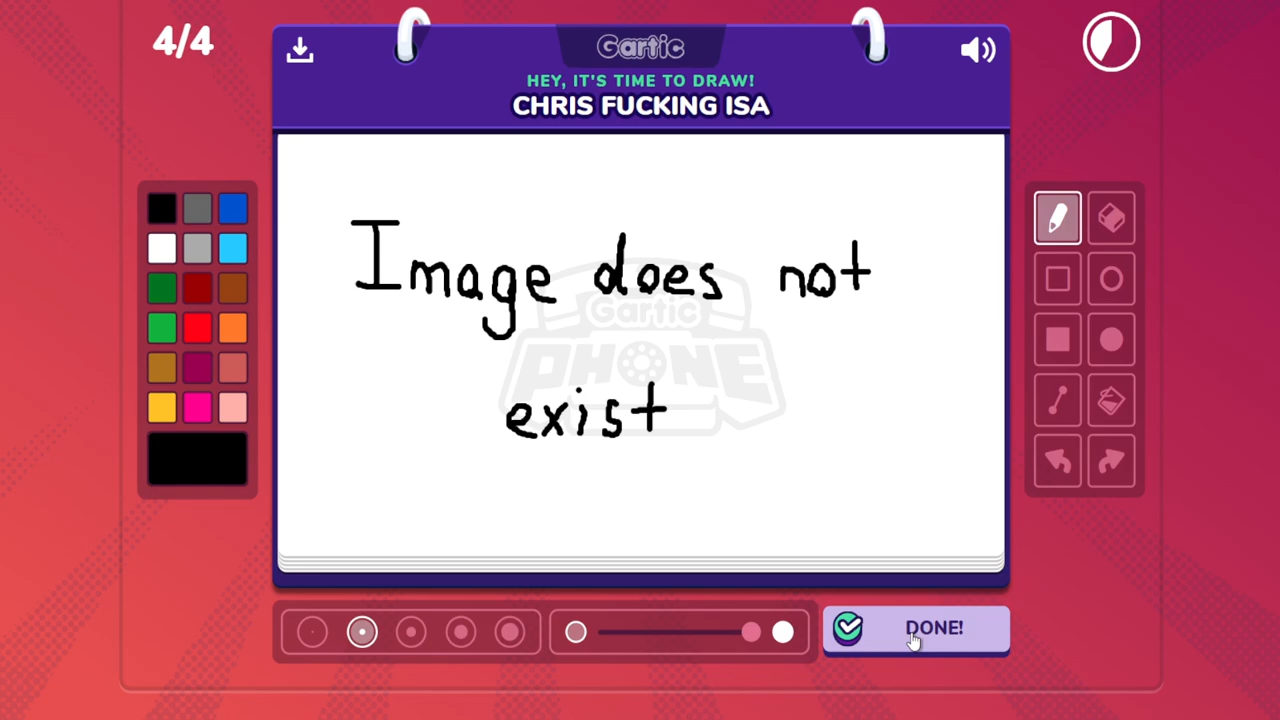 4/4
Gartic
HEY, IT'S TIME TO DRAW!
CHRIS FUCKING ISA
Image does not
Gartic
PHONE
exist
DONE!